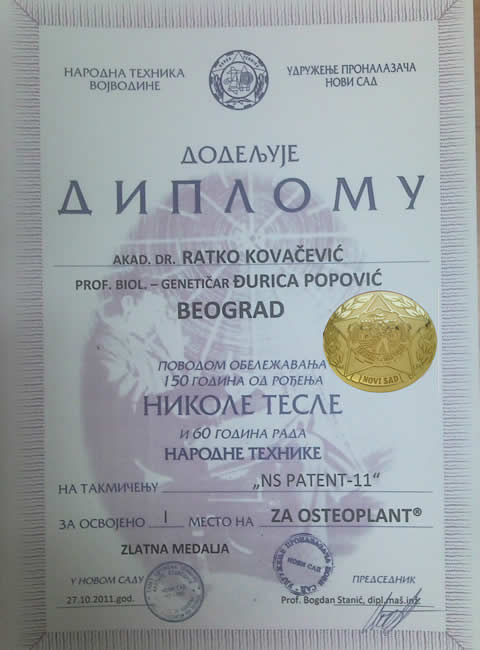 НАРОДНА ТЕХНИКА
ВОЈВОДИНЕ
УДРУЖЕЊЕ ПРОНАЛАЗАЧА
НОВИ САД
ДОДЕЉУЈЕ
ДИПЛОМУ
AKAD. DR. RATKO KOVAČEVIĆ
PROF. BIOL. – GENETIČAR ĐURICA POPOVIĆ
BEOGRAD
NOVI SAD
ПОВОДОМ ОБЕЛЕЖАВАЊА
150 ГОДИНА ОД РОЂЕЊА
НИКОЛЕ ТЕСЛЕ
И 60 ГОДИНА РАДА
НАРОДНЕ ТЕХНИКЕ
НА ТАКМИЧЕЊУ „NS PATENT-11“
ЗА ОСВОЈЕНО I МЕСТО НА ZA OSTEOPLANT®
ZLATNA MEDALJA
У НОВОМ САДУ
ПРЕДСЕДНИК
27.10.2011.god.
Prof. Bogdan Stanić, dipl.maš.inž.
НОВИ САД